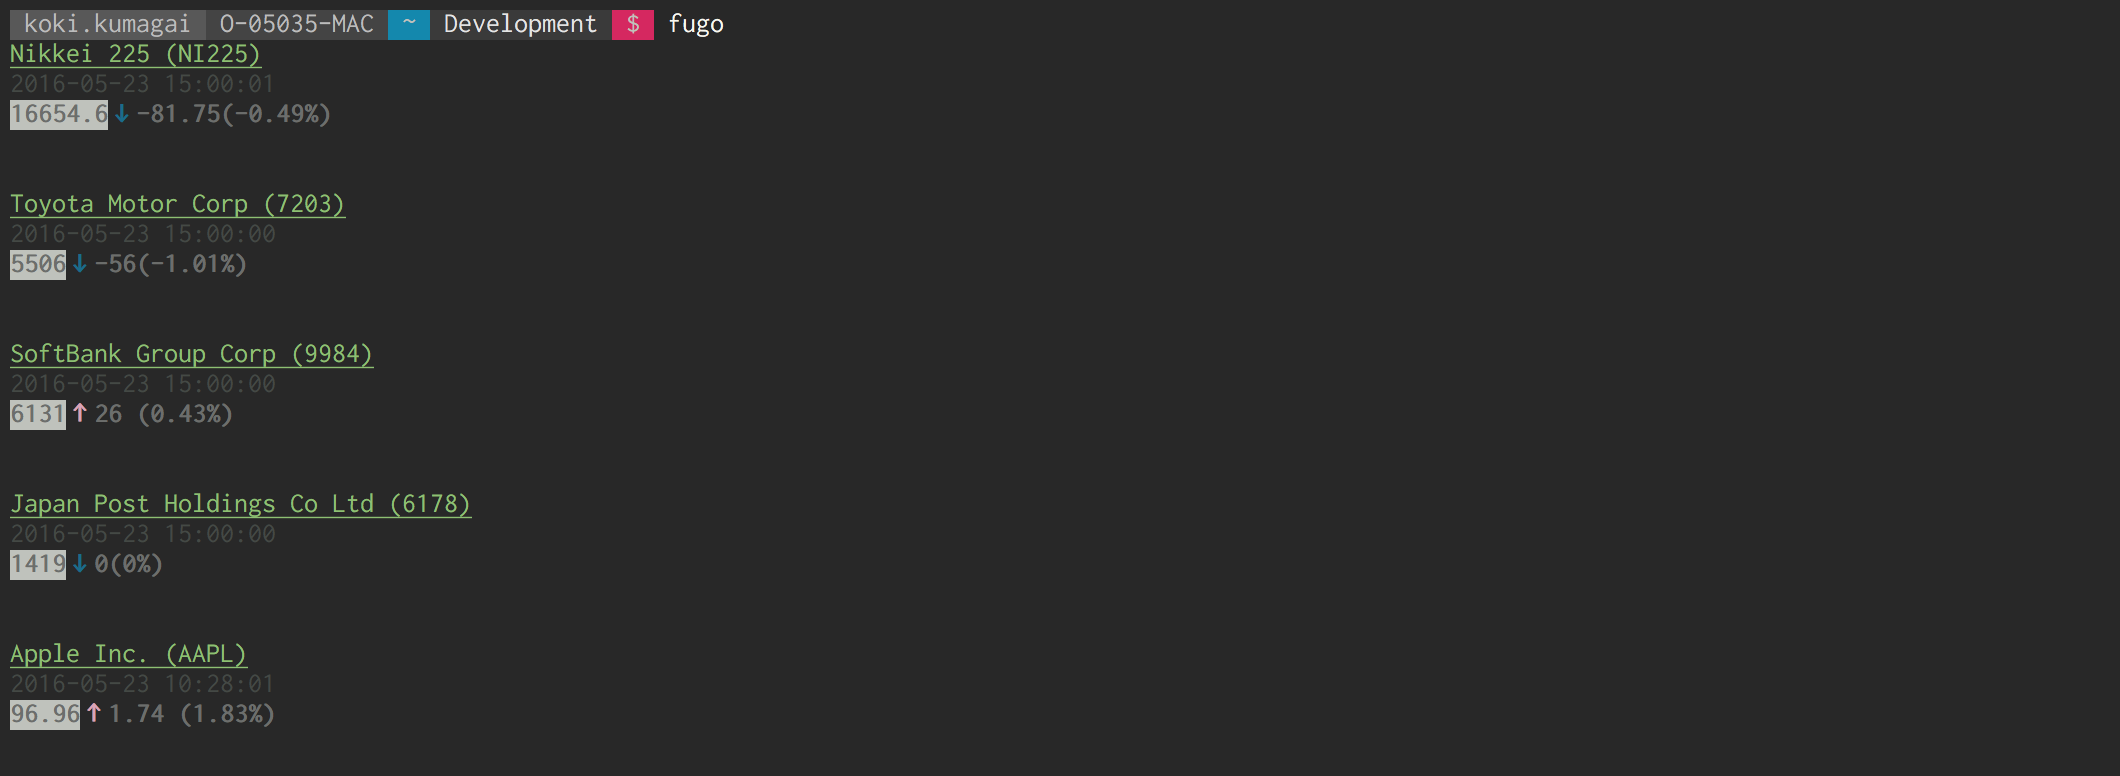 koki.kumagai O-05035-MAC ~ Development $ fugo
Nikkei 225 (NI225)
2016-05-23 15:00:01
16654.6 ↓ -81.75(-0.49%)
Toyota Motor Corp (7203)
2016-05-23 15:00:00
5506 ↓ -56(-1.01%)
SoftBank Group Corp (9984)
2016-05-23 15:00:00
6131 ↑ 26 (0.43%)
Japan Post Holdings Co Ltd (6178)
2016-05-23 15:00:00
1419 ↓ 0(0%)
Apple Inc. (AAPL)
2016-05-23 10:28:01
96.96 ↑ 1.74 (1.83%)